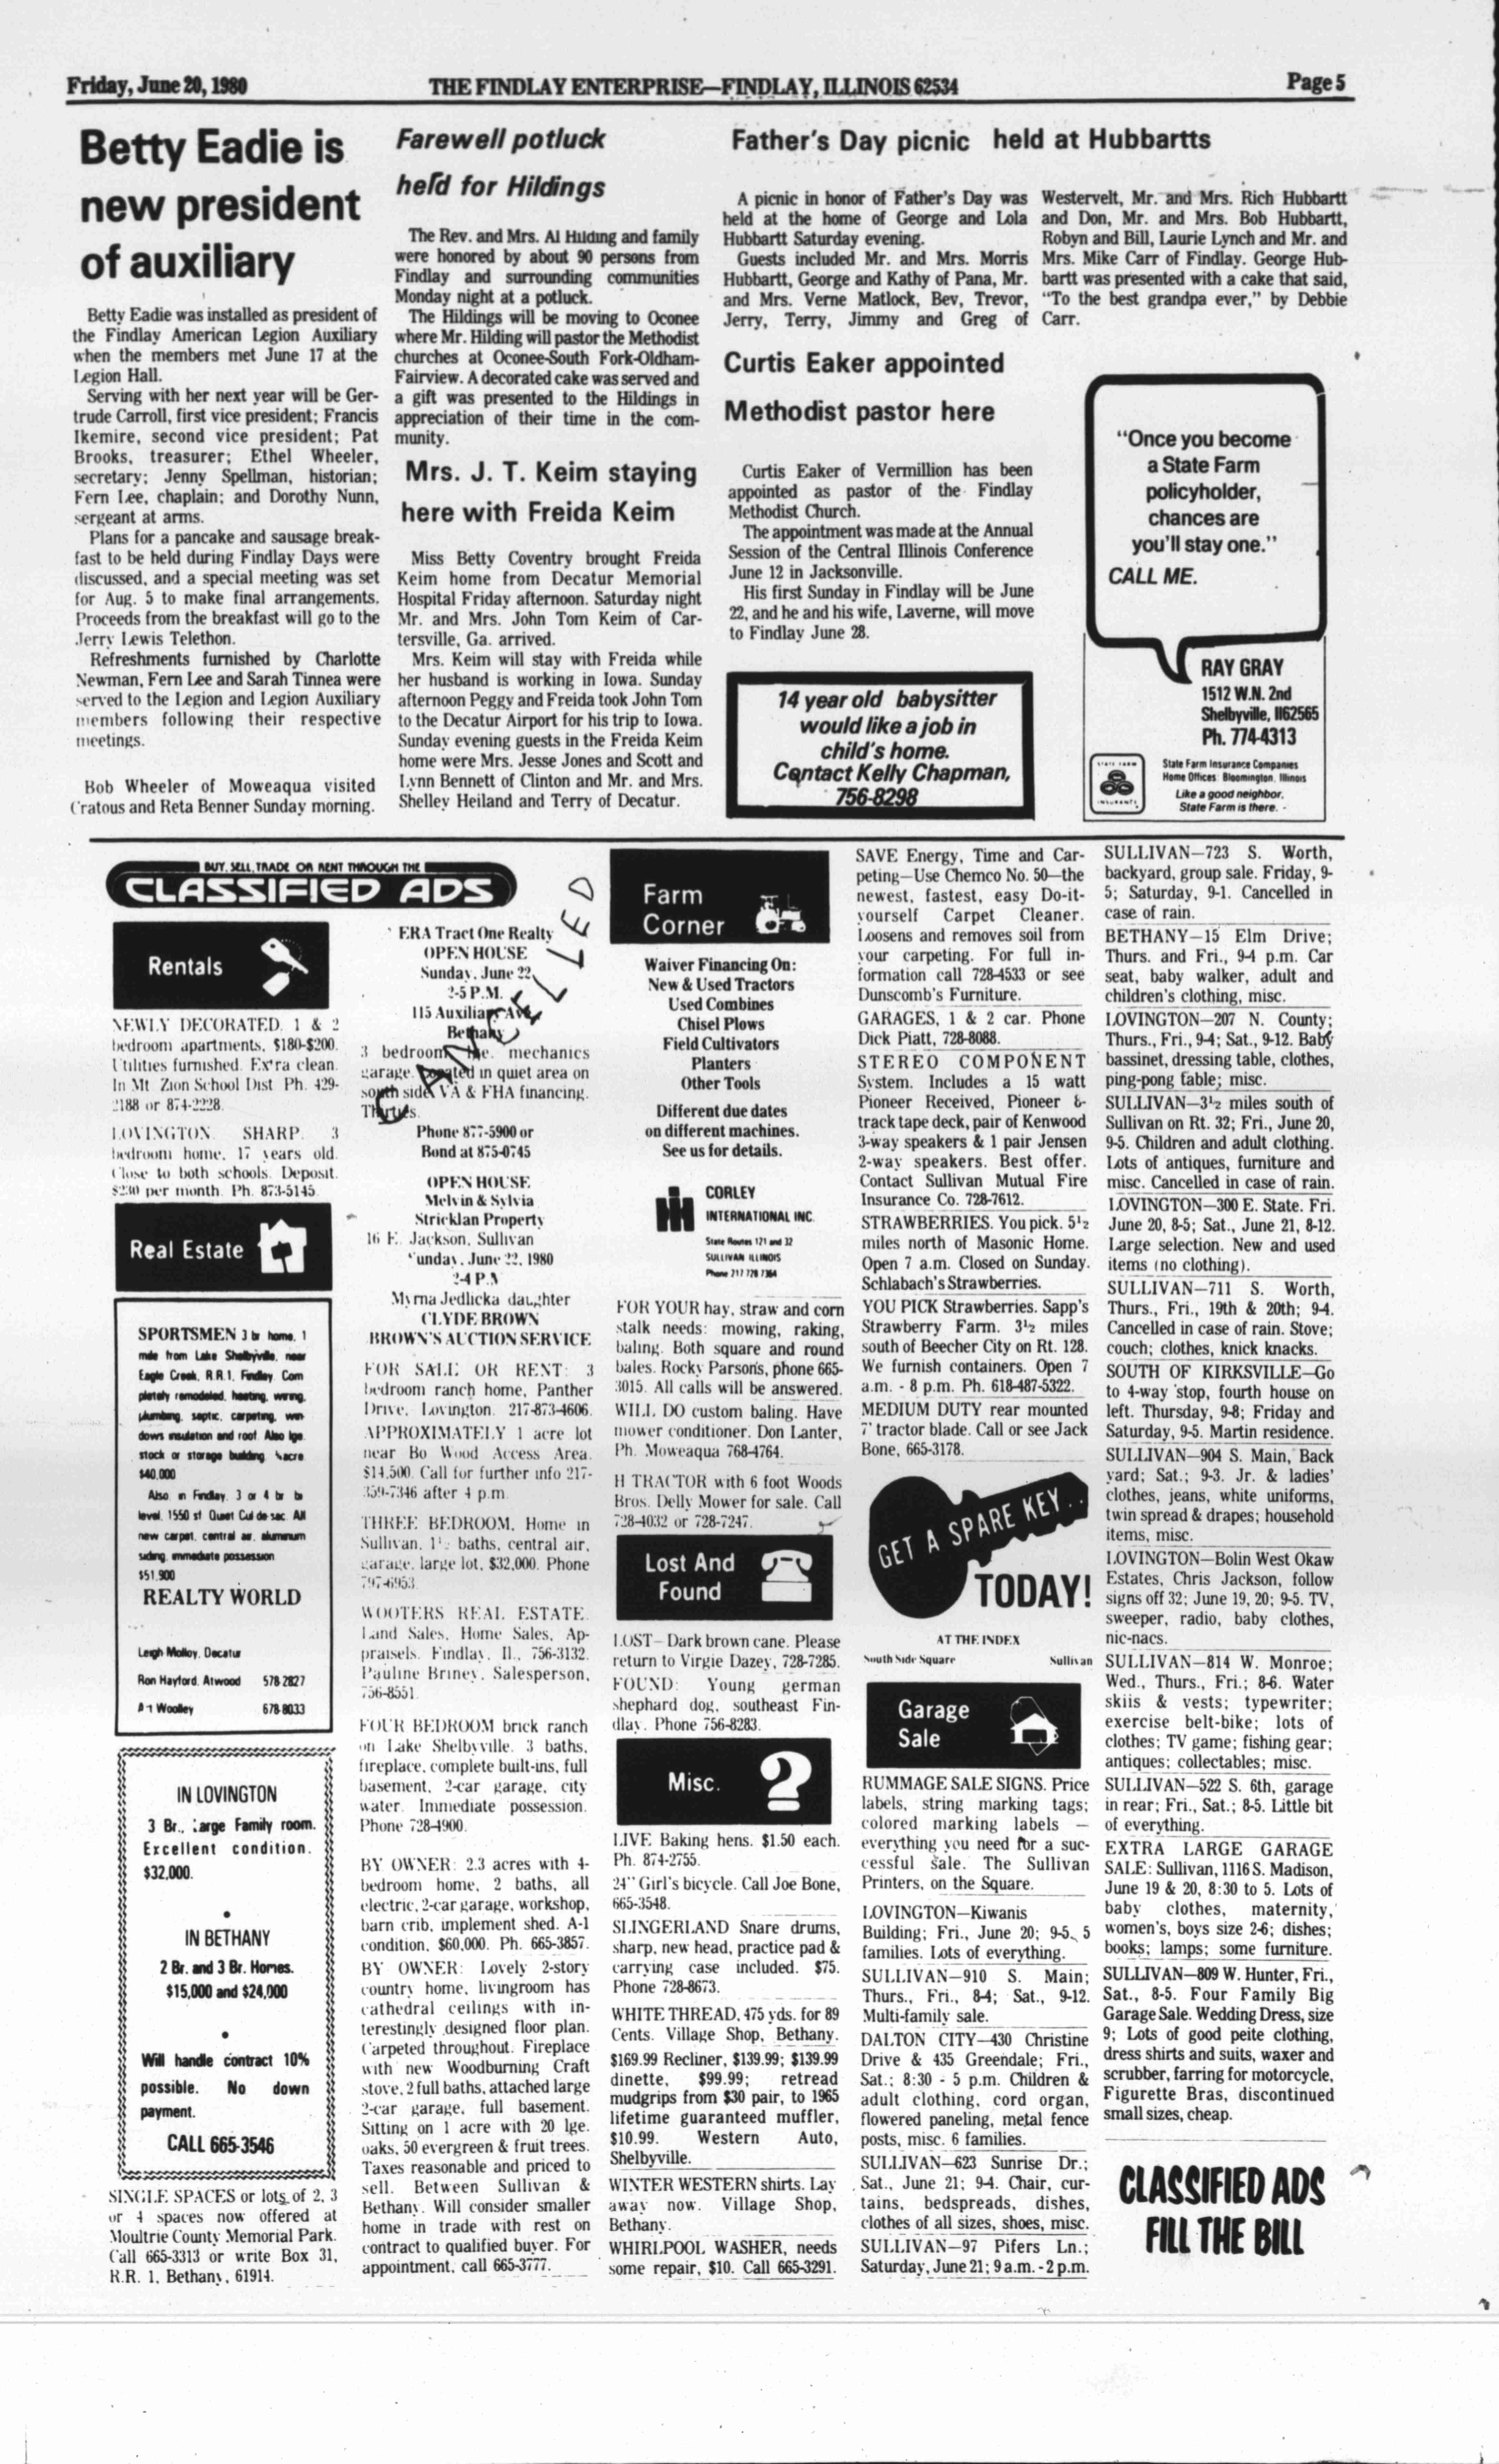 Friday, June 20, 1980
THE FINDLAY ENTERPRISE—FINDLAY, ILLINOIS 62534
Page 5
Betty Eadie is
new president
of auxiliary
Betty Eadie was installed as president of
the Findlay American Legion Auxiliary
when the members met June 17 at the
Legion Hall.
Serving with her next year will be Ger-
trude Carroll, first vice president; Francis
Ikemire, second vice president; Pat
Brooks, treasurer; Ethel Wheeler,
secretary; Jenny Spellman, historian;
Fern Lee, chaplain; and Dorothy Nunn,
sergeant at arms.
Plans for a pancake and sausage break-
fast to be held during Findlay Days were
discussed, and a special meeting was set
for Aug. 5 to make final arrangements.
Proceeds from the breakfast will go to the
Jerry Lewis Telethon.
Refreshments furnished by Charlotte
Newman, Fern Lee and Sarah Tinnea were
served to the Legion and Legion Auxiliary
members following their respective
meetings.
Bob Wheeler of Moweaqua visited
Cratous and Reta Benner Sunday morning.
Farewell potluck
held for Hildings
The Rev. and Mrs. Al Hilding and family
were honored by about 90 persons from
Findlay and surrounding communities
Monday night at a potluck.
The Hildings will be moving to Oconee
where Mr. Hilding will pastor the Methodist
churches at Oconee-South Fork-Oldham-
Fairview. A decorated cake was served and
a gift was presented to the Hildings in
appreciation of their time in the com-
munity.
Mrs. J. T. Keim staying
here with Freida Keim
Miss Betty Coventry brought Freida
Keim home from Decatur Memorial
Hospital Friday afternoon. Saturday night
Mr. and Mrs. John Tom Keim of Car-
tersville, Ga. arrived.
Mrs. Keim will stay with Freida while
her husband is working in Iowa. Sunday
afternoon Peggy and Freida took John Tom
to the Decatur Airport for his trip to Iowa.
Sunday evening guests in the Freida Keim
home were Mrs. Jesse Jones and Scott and
Lynn Bennett of Clinton and Mr. and Mrs.
Shelley Heiland and Terry of Decatur.
Father's Day picnic held at Hubbartts
A picnic in honor of Father's Day was
held at the home of George and Lola
Hubbartt Saturday evening.
Guests included Mr. and Mrs. Morris
Hubbartt, George and Kathy of Pana, Mr.
and Mrs. Verne Matlock, Bev, Trevor,
Jerry, Terry, Jimmy and Greg of
Westervelt, Mr. and Mrs. Rich Hubbartt
and Don, Mr. and Mrs. Bob Hubbartt,
Robyn and Bill, Laurie Lynch and Mr. and
Mrs. Mike Carr of Findlay. George Hub-
bartt was presented with a cake that said,
"To the best grandpa ever," by Debbie
Carr.
Curtis Eaker appointed
Methodist pastor here
Curtis Eaker of Vermillion has been
appointed as pastor of the Findlay
Methodist Church.
The appointment was made at the Annual
Session of the Central Illinois Conference
June 12 in Jacksonville.
His first Sunday in Findlay will be June
22, and he and his wife, Laverne, will move
to Findlay June 28.
14 year old babysitter
would like a job in
child's home.
Contact Kelly Chapman,
756-8298
"Once you become
a State Farm
policyholder,
chances are
you'll stay one."
CALL ME.
RAY GRAY
1512 W.N. 2nd
Shelbyville, Il 62565
Ph. 774-4313
STATE FARM
INSURANCE
State Farm Insurance Companies
Home Offices: Bloomington, Illinois
Like a good neighbor,
State Farm is there.
BUY, SELL, TRADE OR RENT THROUGH THE
CLASSIFIED ADS
Rentals
NEWLY DECORATED. 1 & 2
bedroom apartments, $180-$200.
Utilities furnished. Extra clean.
In Mt. Zion School Dist. Ph. 429-
2188 or 874-2228.
LOVINGTON. SHARP. 3
bedroom home, 17 years old.
Close to both schools. Deposit.
$230 per month. Ph. 873-5145.
Real Estate
SPORTSMEN 3 br home, 1
mile from Lake Shelbyville, near
Eagle Creek, R.R.1, Findlay. Com
pletely remodeled, heating, wiring,
plumbing, septic, carpeting, win-
dows insulation and roof. Also lge.
stock or storage building. ¼ acre
$40,000
Also in Findlay, 3 or 4 br bi
level, 1550 sf. Quiet Cul de sac. All
new carpet, central air, aluminum
siding, immediate possession.
$51,900
REALTY WORLD
Leigh Molloy, Decatur
Ron Hayford, Atwood 578-2827
Art Woolley 678-8033
IN LOVINGTON
3 Br., Large Family room.
Excellent condition.
$32,000.
IN BETHANY
2 Br. and 3 Br. Homes.
$15,000 and $24,000
Will handle contract 10%
possible. No down
payment.
CALL 665-3546
SINGLE SPACES or lots of 2, 3
or 4 spaces now offered at
Moultrie County Memorial Park.
Call 665-3313 or write Box 31,
R.R. 1, Bethany, 61914.
ERA Tract One Realty
OPEN HOUSE
Sunday, June 22,
2-5 P.M.
115 Auxiliary Ave.
Bethany
CANCELLED
3 bedroom mechanics
garage. Located in quiet area on
south side. VA & FHA financing.
Thirties.
Phone 877-5900 or
Bond at 875-0745
OPEN HOUSE
Melvin & Sylvia
Stricklan Property
16 E. Jackson, Sullivan
Sunday, June 22, 1980
2-4 P.M
Myrna Jedlicka daughter
CLYDE BROWN
BROWN'S AUCTION SERVICE
FOR SALE OR RENT: 3
bedroom ranch home, Panther
Drive, Lovington. 217-873-4606.
APPROXIMATELY 1 acre lot
near Bo Wood Access Area.
$14,500. Call for further info 217-
359-7346 after 4 p.m.
THREE BEDROOM, Home in
Sullivan, 1½ baths, central air,
garage, large lot, $32,000. Phone
797-6953.
WOOTERS REAL ESTATE.
Land Sales, Home Sales, Ap-
praisels. Findlay, Il., 756-3132.
Pauline Briney, Salesperson,
756-8551.
FOUR BEDROOM brick ranch
on Lake Shelbyville. 3 baths,
fireplace, complete built-ins, full
basement, 2-car garage, city
water. Immediate possession.
Phone 728-4900.
BY OWNER: 2.3 acres with 4-
bedroom home, 2 baths, all
electric, 2-car garage, workshop,
barn crib, implement shed. A-1
condition, $60,000. Ph. 665-3857.
BY OWNER: Lovely 2-story
country home, livingroom has
cathedral ceilings with in-
terestingly designed floor plan.
Carpeted throughout. Fireplace
with new Woodburning Craft
stove, 2 full baths, attached large
2-car garage, full basement.
Sitting on 1 acre with 20 lge.
oaks, 50 evergreen & fruit trees.
Taxes reasonable and priced to
sell. Between Sullivan &
Bethany. Will consider smaller
home in trade with rest on
contract to qualified buyer. For
appointment, call 665-3777.
Farm
Corner
Waiver Financing On:
New & Used Tractors
Used Combines
Chisel Plows
Field Cultivators
Planters
Other Tools
Different due dates
on different machines.
See us for details.
CORLEY
INTERNATIONAL INC.
State Routes 121 and 32
SULLIVAN ILLINOIS
Phone 217 728 7364
FOR YOUR hay, straw and corn
stalk needs: mowing, raking,
baling. Both square and round
bales. Rocky Parsons, phone 665-
3015. All calls will be answered.
WILL DO custom baling. Have
mower conditioner. Don Lanter,
Ph. Moweaqua 768-4764.
H TRACTOR with 6 foot Woods
Bros. Delly Mower for sale. Call
728-4032 or 728-7247.
Lost And
Found
LOST—Dark brown cane. Please
return to Virgie Dazey, 728-7285.
FOUND: Young german
shephard dog, southeast Fin-
dlay. Phone 756-8283.
Misc. ?
LIVE Baking hens. $1.50 each.
Ph. 874-2755.
24" Girl's bicycle. Call Joe Bone,
665-3548.
SLINGERLAND Snare drums,
sharp, new head, practice pad &
carrying case included. $75.
Phone 728-8673.
WHITE THREAD, 475 yds. for 89
Cents. Village Shop, Bethany.
$169.99 Recliner, $139.99; $139.99
dinette, $99.99; retread
mudgrips from $30 pair, to 1965
lifetime guaranteed muffler,
$10.99. Western Auto,
Shelbyville.
WINTER WESTERN shirts. Lay
away now. Village Shop,
Bethany.
WHIRLPOOL WASHER, needs
some repair, $10. Call 665-3291.
SAVE Energy, Time and Car-
peting—Use Chemco No. 50—the
newest, fastest, easy Do-it-
yourself Carpet Cleaner.
Loosens and removes soil from
your carpeting. For full in-
formation call 728-4533 or see
Dunscomb's Furniture.
GARAGES, 1 & 2 car. Phone
Dick Piatt, 728-8088.
STEREO COMPONENT
System. Includes a 15 watt
Pioneer Received, Pioneer 8-
track tape deck, pair of Kenwood
3-way speakers & 1 pair Jensen
2-way speakers. Best offer.
Contact Sullivan Mutual Fire
Insurance Co. 728-7612.
STRAWBERRIES. You pick. 5½
miles north of Masonic Home.
Open 7 a.m. Closed on Sunday.
Schlabach's Strawberries.
YOU PICK Strawberries. Sapp's
Strawberry Farm. 3½ miles
south of Beecher City on Rt. 128.
We furnish containers. Open 7
a.m. - 8 p.m. Ph. 618-487-5322.
MEDIUM DUTY rear mounted
7' tractor blade. Call or see Jack
Bone, 665-3178.
GET A SPARE KEY..
TODAY!
AT THE INDEX
South Side Square Sullivan
Garage
Sale
RUMMAGE SALE SIGNS. Price
labels, string marking tags;
colored marking labels —
everything you need for a suc-
cessful sale. The Sullivan
Printers, on the Square.
LOVINGTON—Kiwanis
Building; Fri., June 20; 9-5, 5
families. Lots of everything.
SULLIVAN—910 S. Main;
Thurs., Fri., 8-4; Sat., 9-12.
Multi-family sale.
DALTON CITY—430 Christine
Drive & 435 Greendale; Fri.,
Sat.; 8:30 - 5 p.m. Children &
adult clothing, cord organ,
flowered paneling, metal fence
posts, misc. 6 families.
SULLIVAN—623 Sunrise Dr.;
Sat., June 21; 9-4. Chair, cur-
tains, bedspreads, dishes,
clothes of all sizes, shoes, misc.
SULLIVAN—97 Pifers Ln.;
Saturday, June 21; 9 a.m. - 2 p.m.
SULLIVAN—723 S. Worth,
backyard, group sale. Friday, 9-
5; Saturday, 9-1. Cancelled in
case of rain.
BETHANY—15 Elm Drive;
Thurs. and Fri., 9-4 p.m. Car
seat, baby walker, adult and
children's clothing, misc.
LOVINGTON—207 N. County;
Thurs., Fri., 9-4; Sat., 9-12. Baby
bassinet, dressing table, clothes,
ping-pong table; misc.
SULLIVAN—3½ miles south of
Sullivan on Rt. 32; Fri., June 20,
9-5. Children and adult clothing.
Lots of antiques, furniture and
misc. Cancelled in case of rain.
LOVINGTON—300 E. State. Fri.
June 20, 8-5; Sat., June 21, 8-12.
Large selection. New and used
items (no clothing).
SULLIVAN—711 S. Worth,
Thurs., Fri., 19th & 20th; 9-4.
Cancelled in case of rain. Stove;
couch; clothes, knick knacks.
SOUTH OF KIRKSVILLE—Go
to 4-way stop, fourth house on
left. Thursday, 9-8; Friday and
Saturday, 9-5. Martin residence.
SULLIVAN—904 S. Main, Back
yard; Sat.; 9-3. Jr. & ladies'
clothes, jeans, white uniforms,
twin spread & drapes; household
items, misc.
LOVINGTON—Bolin West Okaw
Estates, Chris Jackson, follow
signs off 32; June 19, 20; 9-5. TV,
sweeper, radio, baby clothes,
nic-nacs.
SULLIVAN—814 W. Monroe;
Wed., Thurs., Fri.; 8-6. Water
skiis & vests; typewriter;
exercise belt-bike; lots of
clothes; TV game; fishing gear;
antiques; collectables; misc.
SULLIVAN—522 S. 6th, garage
in rear; Fri., Sat.; 8-5. Little bit
of everything.
EXTRA LARGE GARAGE
SALE: Sullivan, 1116 S. Madison,
June 19 & 20, 8:30 to 5. Lots of
baby clothes, maternity,
women's, boys size 2-6; dishes;
books; lamps; some furniture.
SULLIVAN—809 W. Hunter, Fri.,
Sat., 8-5. Four Family Big
Garage Sale. Wedding Dress, size
9; Lots of good peite clothing,
dress shirts and suits, waxer and
scrubber, farring for motorcycle,
Figurette Bras, discontinued
small sizes, cheap.
CLASSIFIED ADS
FILL THE BILL